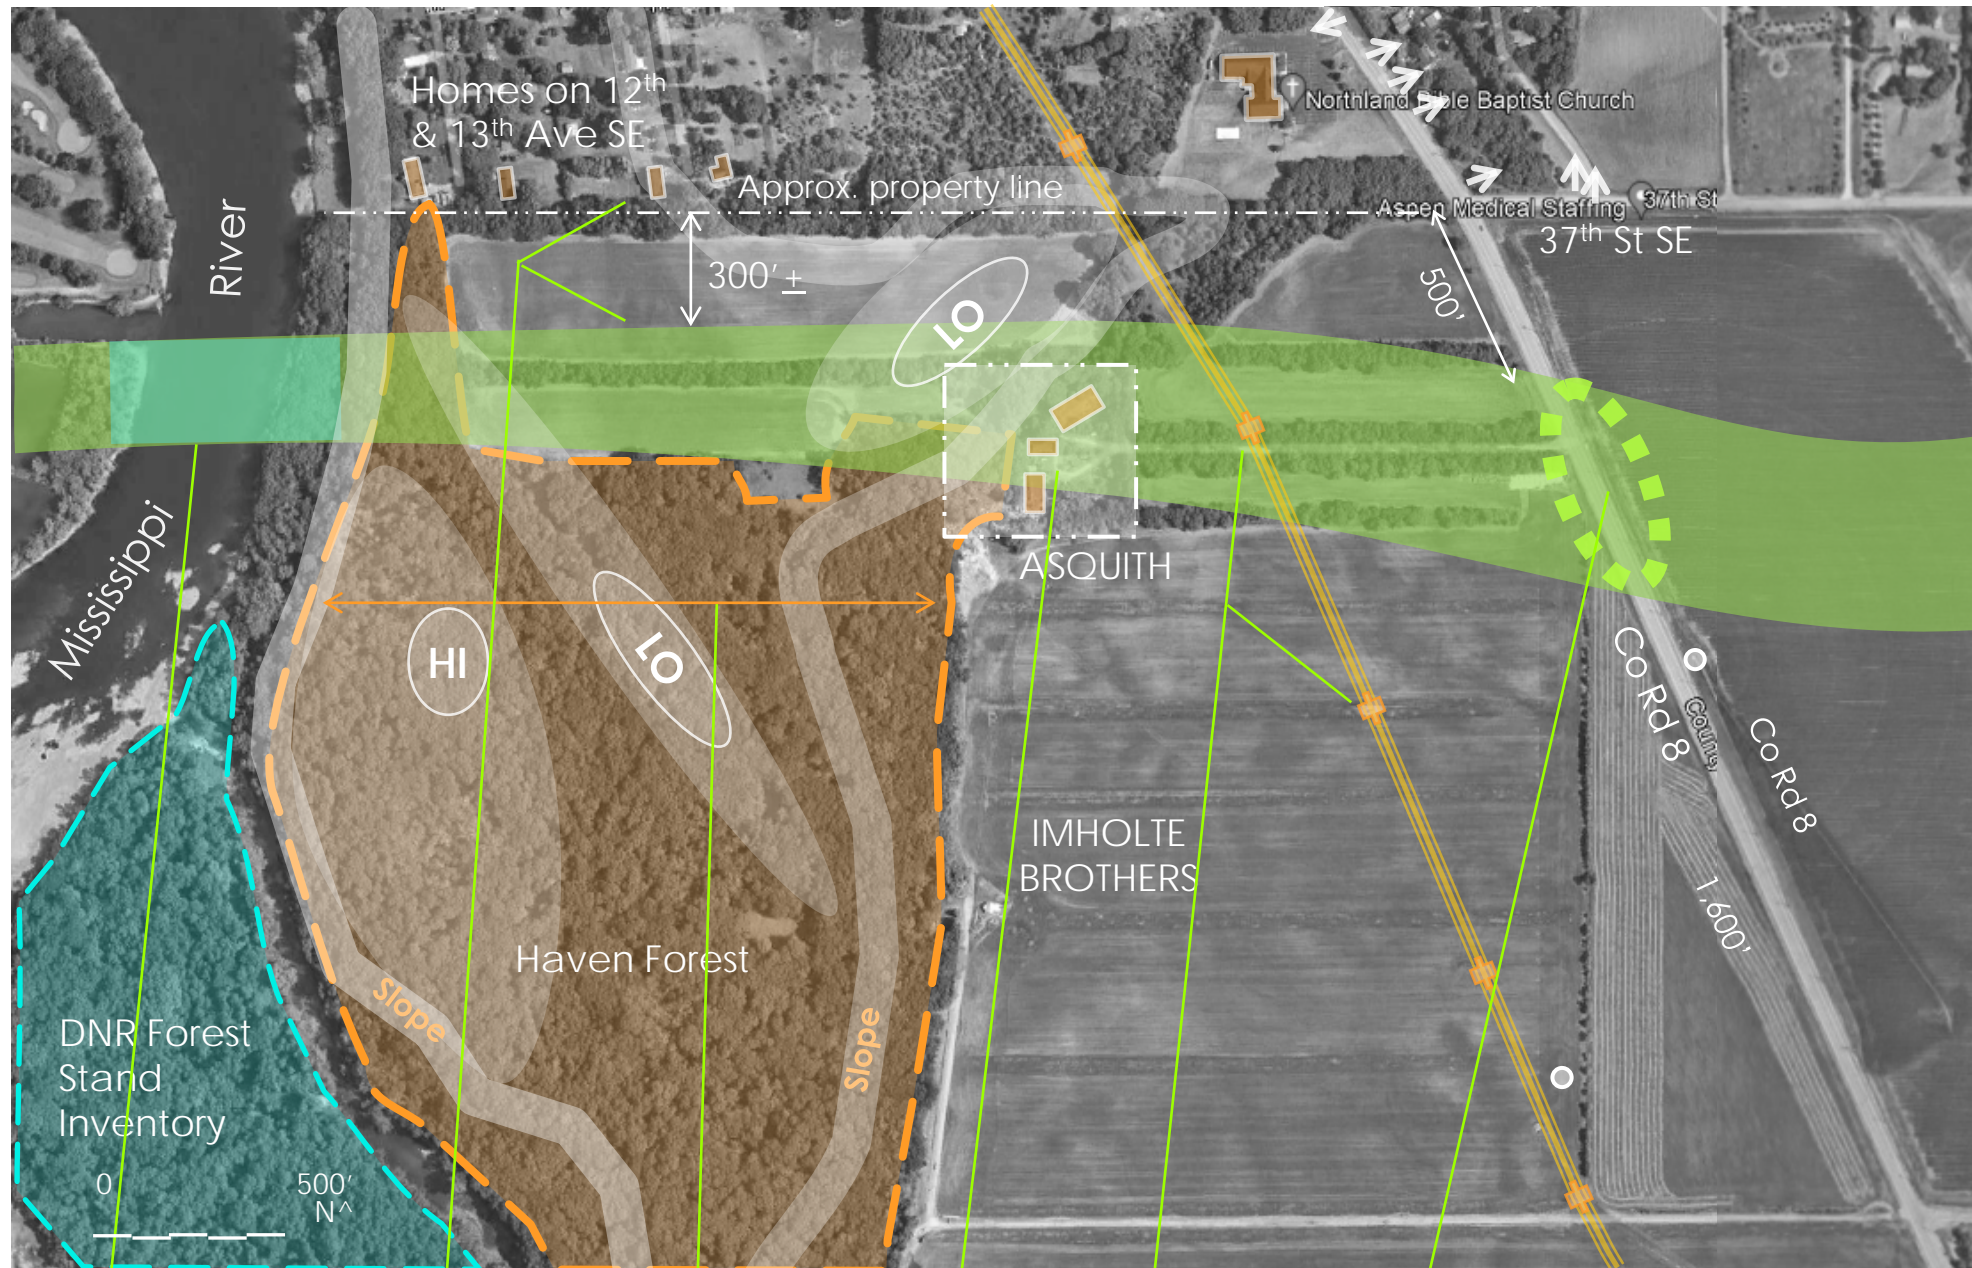 Homes on 12th
& 13th Ave SE
Northland Bible Baptist Church
Approx. property line
Aspen Medical Staffing
37th St
37th St SE
River
300' ±
500'
LO
Mississippi
ASQUITH
HI
LO
Co Rd 8
Co Rd 8
IMHOLTE
BROTHERS
1,600'
Haven Forest
Slope
Slope
DNR Forest
Stand
Inventory
0 500'
N^